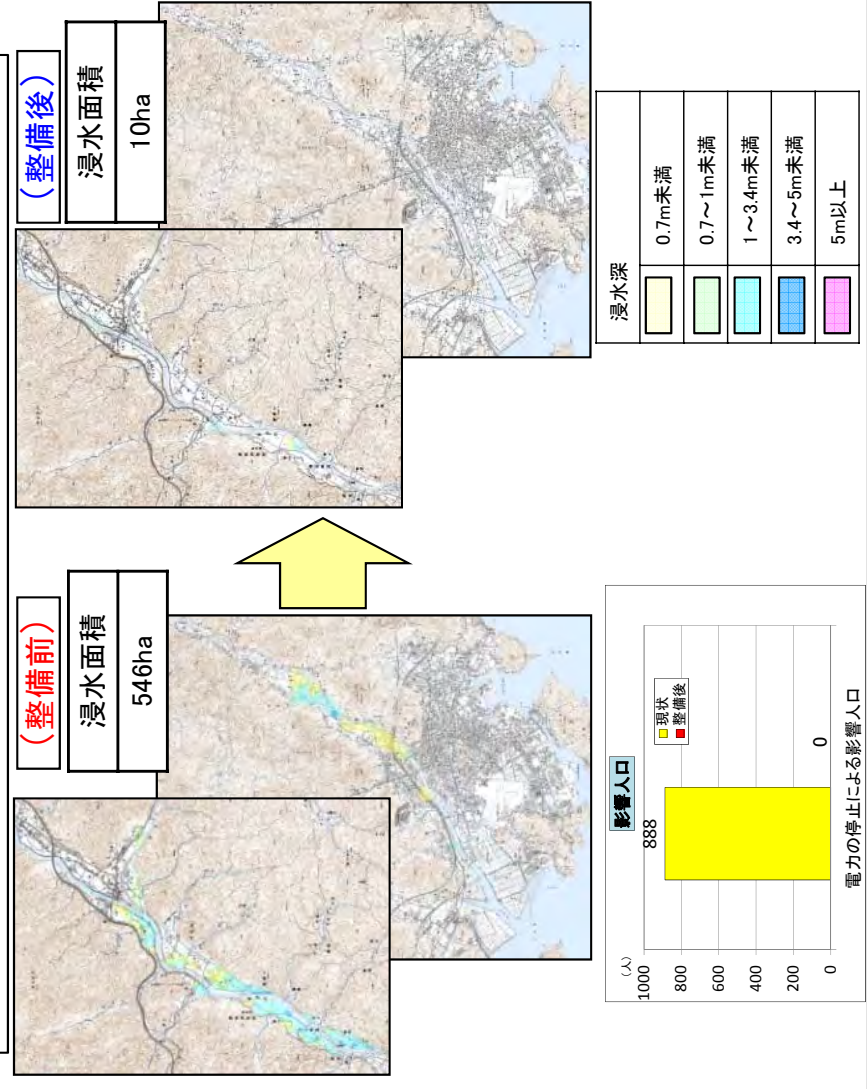 (整備前)
浸水面積
546ha
(整備後)
浸水面積
10ha
影響人口
(人)
1000
800
600
400
200
0
888
0
現状
整備後
電力の停止による影響人口
浸水深
0.7m未満
0.7~1m未満
1~3.4m未満
3.4~5m未満
5m以上